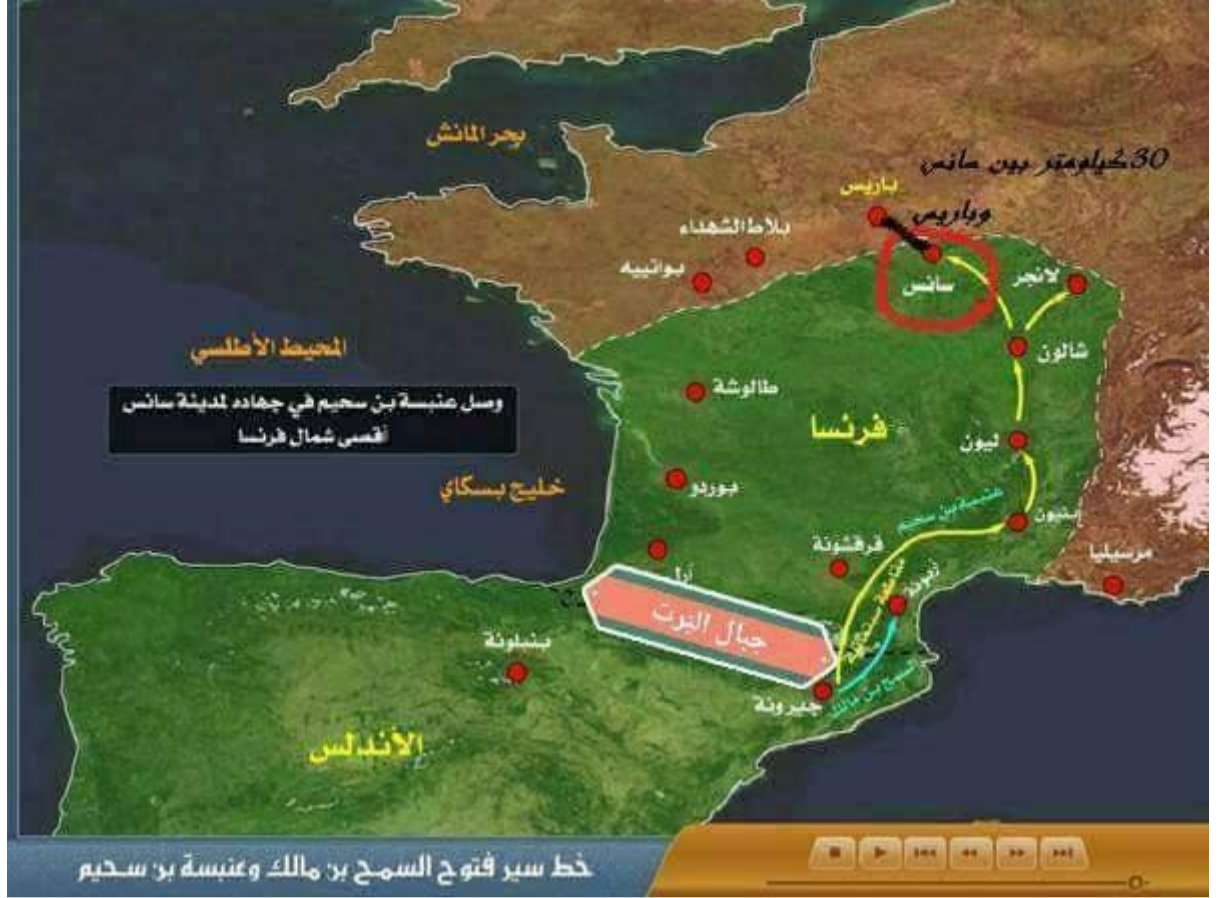 بحر المانش
30 كيلومتر بين سانس
وباريس
باريس
بلاط الشهداء
بواتييه
سانس
لانجر
شالون
المحيط الأطلسي
طالوشة
وصل عنبسة بن سحيم في جهاده لمدينة سانس
أقصى شمال فرنسا
فرنسا
ليون
خليج بسكاي
بوردو
عنبسة بن سحيم
قرقشونة
مرسيليا
أربونة
جبال البرت
بنبلونة
جيرونة
السمح بن مالك
الأندلس
خط سير فتوح السمح بن مالك وعنبسة بن سحيم